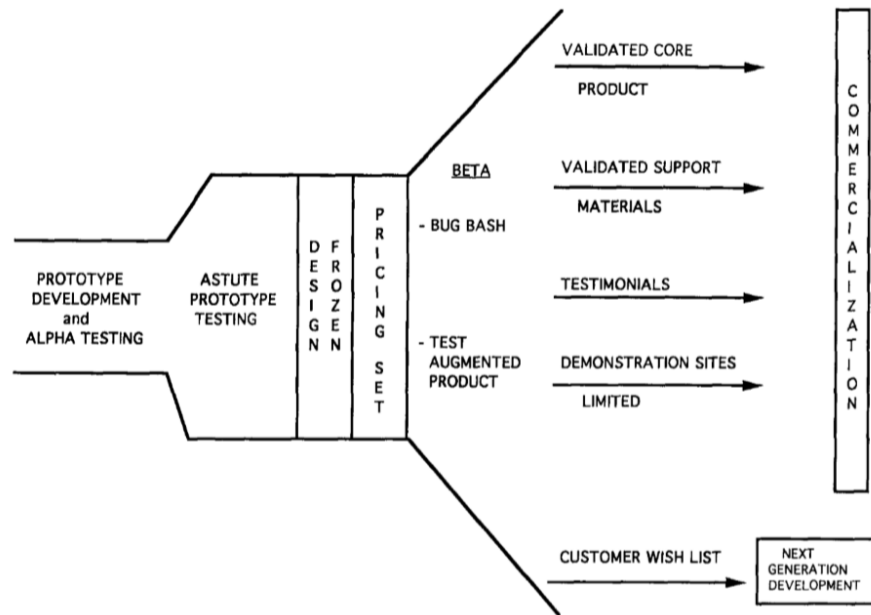 PROTOTYPE
DEVELOPMENT
and
ALPHA TESTING
ASTUTE
PROTOTYPE
TESTING
DESIGN
FROZEN
PRICING SET
BETA
- BUG BASH
- TEST
AUGMENTED
PRODUCT
VALIDATED CORE
PRODUCT
VALIDATED SUPPORT
MATERIALS
TESTIMONIALS
DEMONSTRATION SITES
LIMITED
CUSTOMER WISH LIST
COMMERCIALIZATION
NEXT
GENERATION
DEVELOPMENT